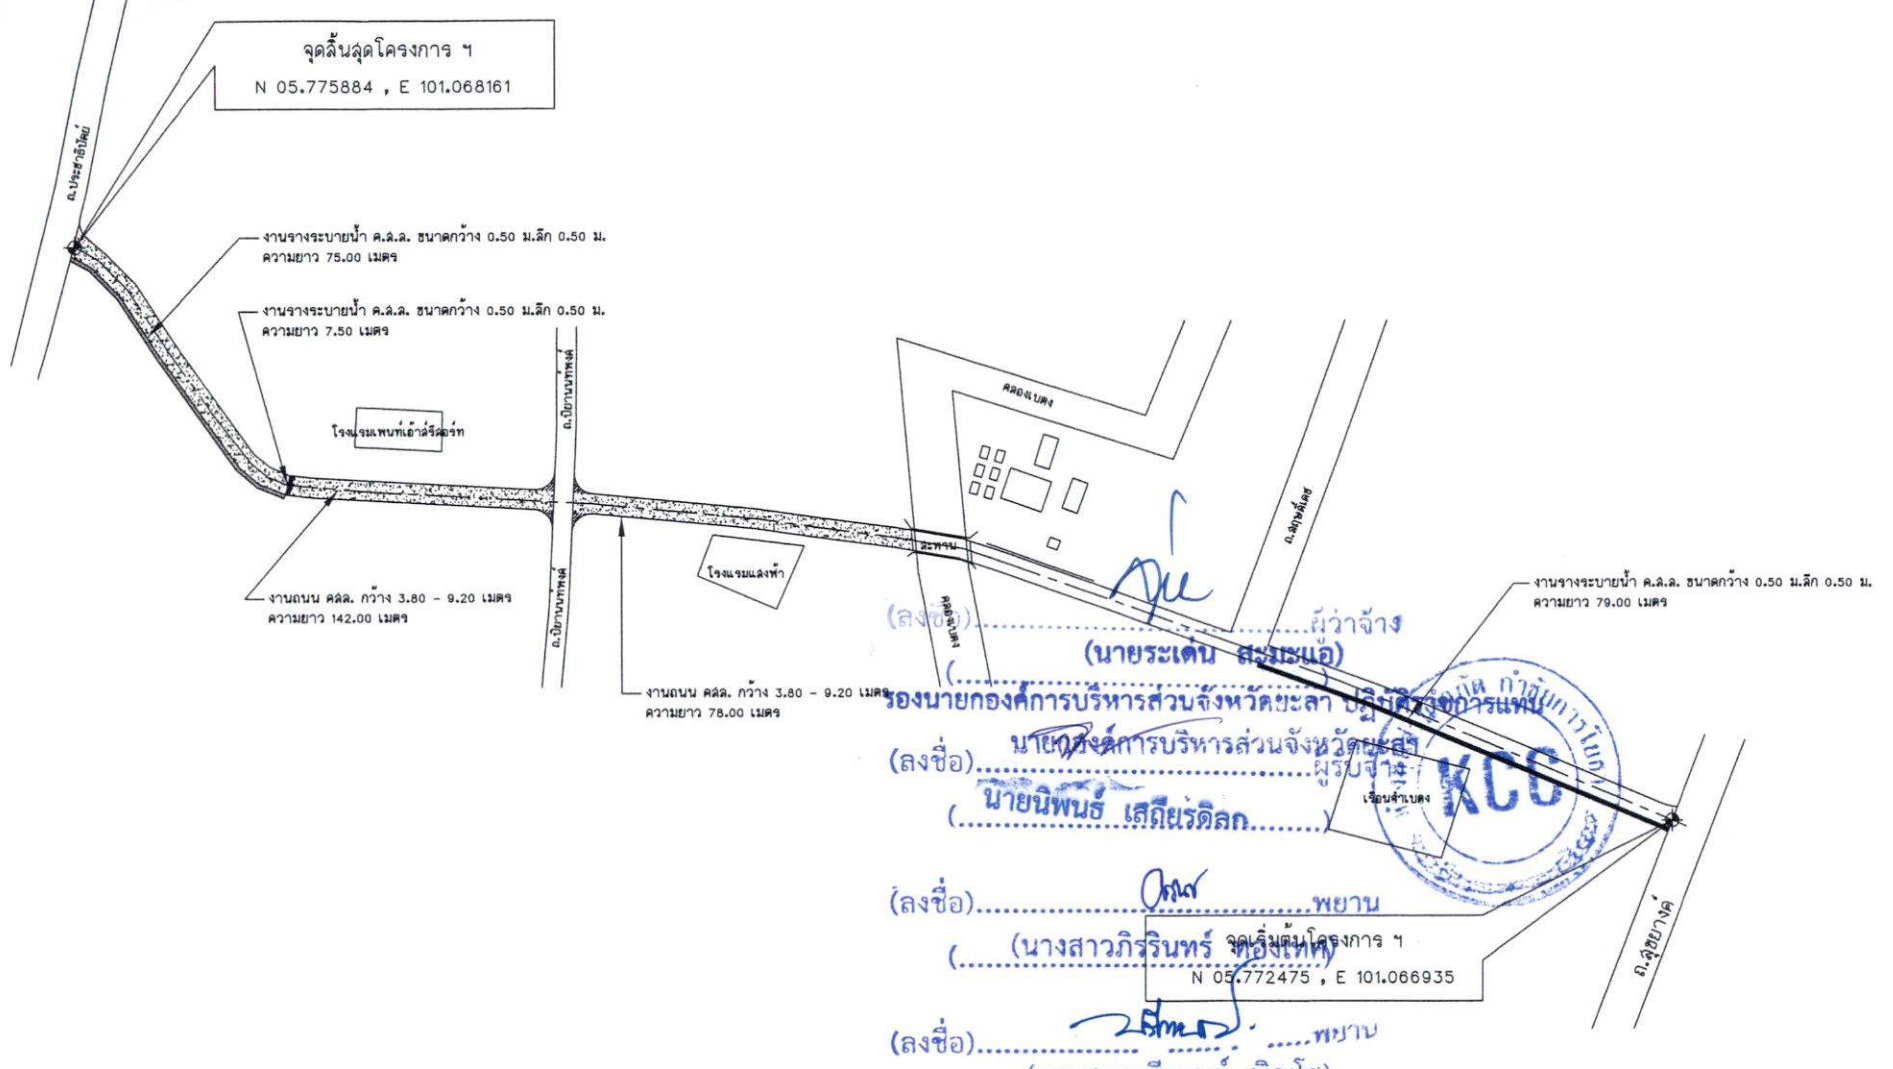 จุดสิ้นสุดโครงการ ฯ
N 05.775884 , E 101.068161
ถ.ประชาธิปัตย์
งานรางระบายน้ำ ค.ส.ล. ขนาดกว้าง 0.50 ม.ลึก 0.50 ม.
ความยาว 75.00 เมตร
งานรางระบายน้ำ ค.ส.ล. ขนาดกว้าง 0.50 ม.ลึก 0.50 ม.
ความยาว 7.50 เมตร
ถ.ปิยานนท์พงศ์
คลองเบตง
โรงแรมเพนท์เฮ้าส์รีสอร์ท
ถ.สฤษดิ์เดช
สะพาน
โรงแรมแสงฟ้า
งานรางระบายน้ำ ค.ส.ล. ขนาดกว้าง 0.50 ม.ลึก 0.50 ม.
ความยาว 79.00 เมตร
งานถนน คสล. กว้าง 3.80 - 9.20 เมตร
ความยาว 142.00 เมตร
ถ.ปิยานนท์พงศ์
คลองเบตง
(ลงชื่อ)..............................ผู้ว่าจ้าง
(นายระเด่น สะมะแอ)
งานถนน คสล. กว้าง 3.80 - 9.20 เมตร
ความยาว 78.00 เมตร
รองนายกองค์การบริหารส่วนจังหวัดยะลา ปฏิบัติราชการแทน
นายกองค์การบริหารส่วนจังหวัดยะลา
(ลงชื่อ)..............................ผู้รับจ้าง
(นายนิพนธ์ เสถียรดิลก)
เรือนจำเบตง
KCC
(ลงชื่อ)..............................พยาน
(นางสาวภิรรินทร์ ทองเทศ)
จุดเริ่มต้นโครงการ ฯ
N 05.772475 , E 101.066935
ถ.สุขยางค์
(ลงชื่อ)..............................พยาน